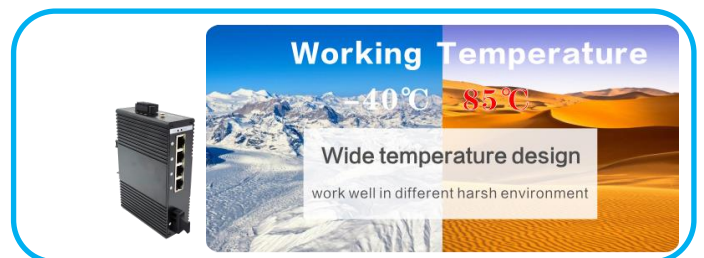 Working Temperature
-40℃ 85℃
Wide temperature design
work well in different harsh environment